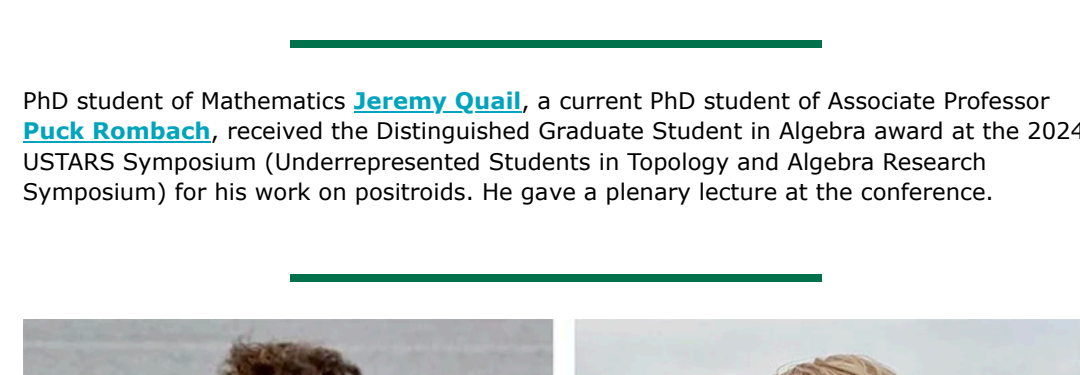 PhD student of Mathematics Jeremy Quail, a current PhD student of Associate Professor
Puck Rombach, received the Distinguished Graduate Student in Algebra award at the 2024
USTARS Symposium (Underrepresented Students in Topology and Algebra Research
Symposium) for his work on positroids. He gave a plenary lecture at the conference.